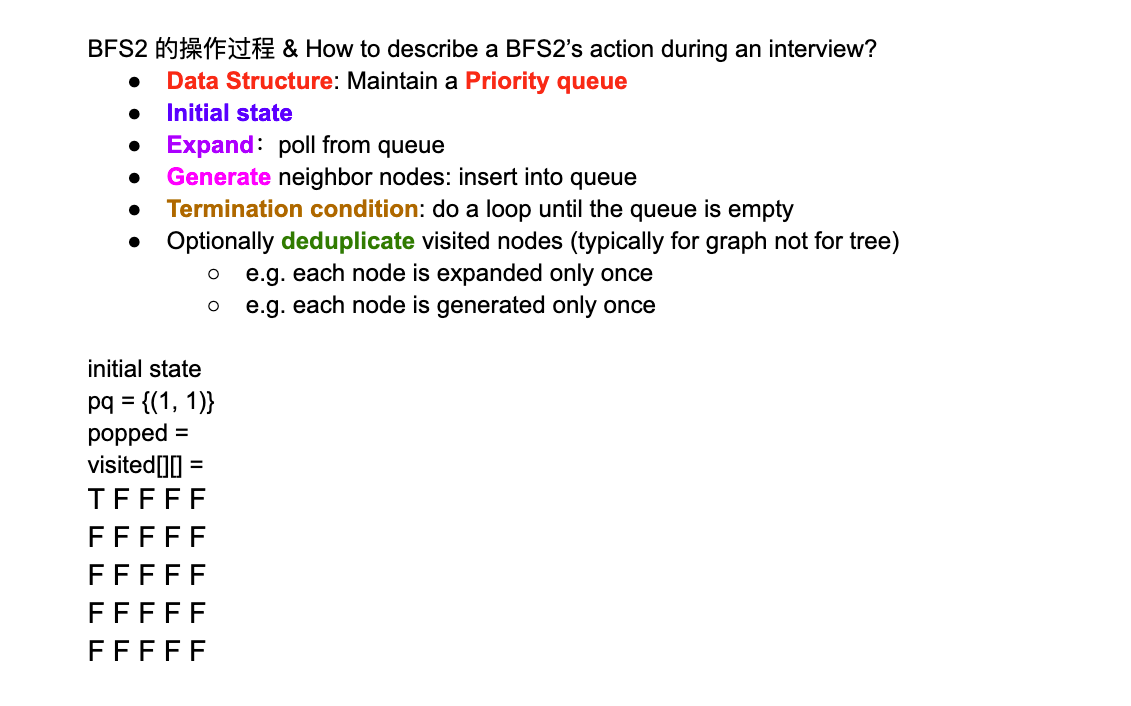 BFS2 的操作过程 & How to describe a BFS2’s action during an interview?
● Data Structure: Maintain a Priority queue
● Initial state
● Expand： poll from queue
● Generate neighbor nodes: insert into queue
● Termination condition: do a loop until the queue is empty
● Optionally deduplicate visited nodes (typically for graph not for tree)
○ e.g. each node is expanded only once
○ e.g. each node is generated only once
initial state
pq = {(1, 1)}
popped =
visited[][] =
T F F F F
F F F F F
F F F F F
F F F F F
F F F F F